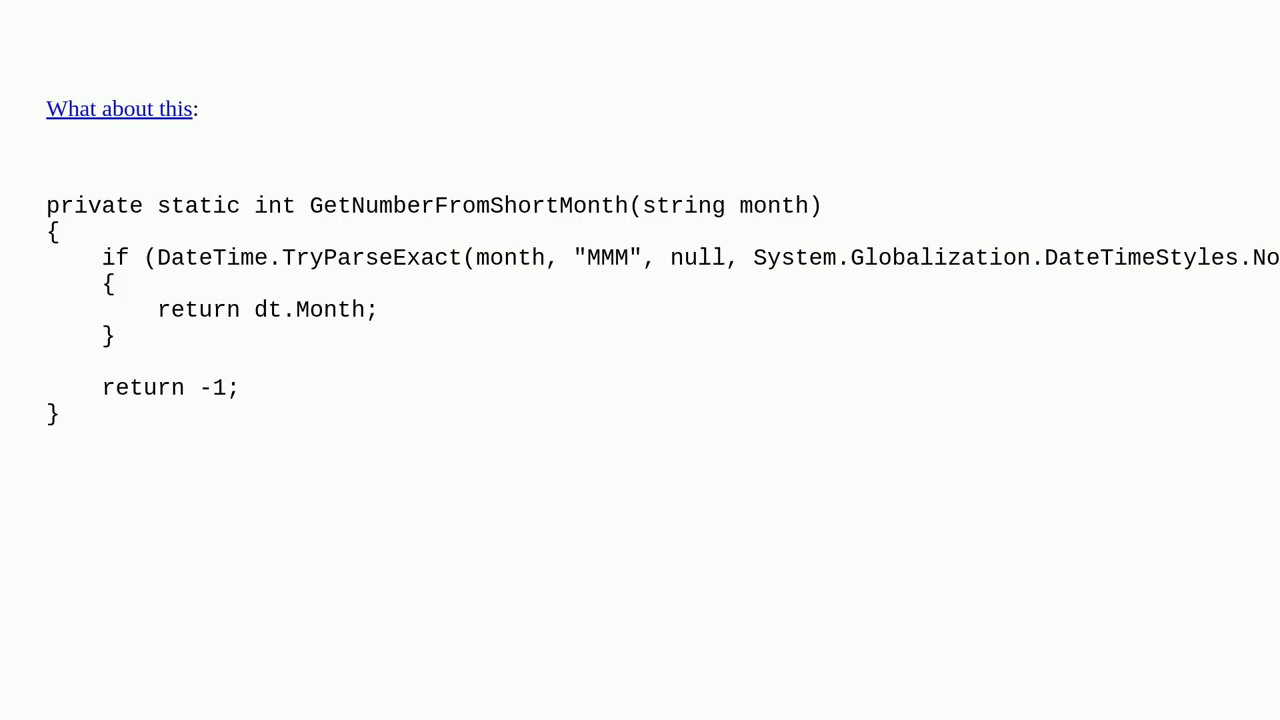 What about this:
private static int GetNumberFromShortMonth(string month)
{
    if (DateTime.TryParseExact(month, "MMM", null, System.Globalization.DateTimeStyles.No
    {
        return dt.Month;
    }
    return -1;
}